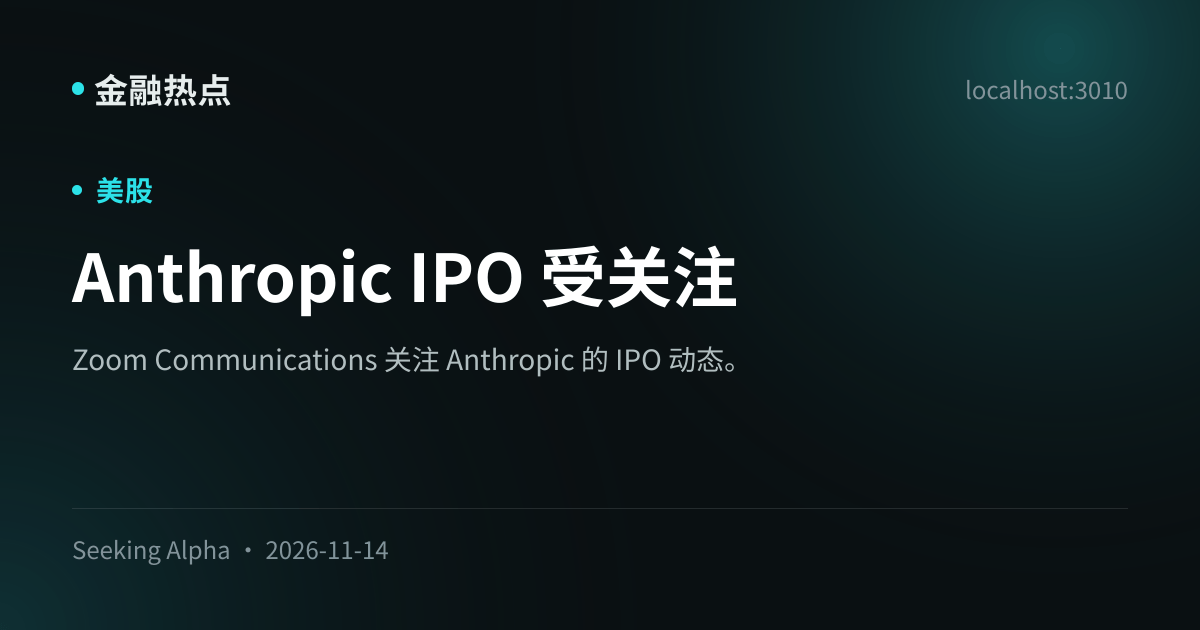 金融热点
localhost:3010
美股
Anthropic IPO 受关注
Zoom Communications 关注 Anthropic 的 IPO 动态。
Seeking Alpha · 2026-11-14